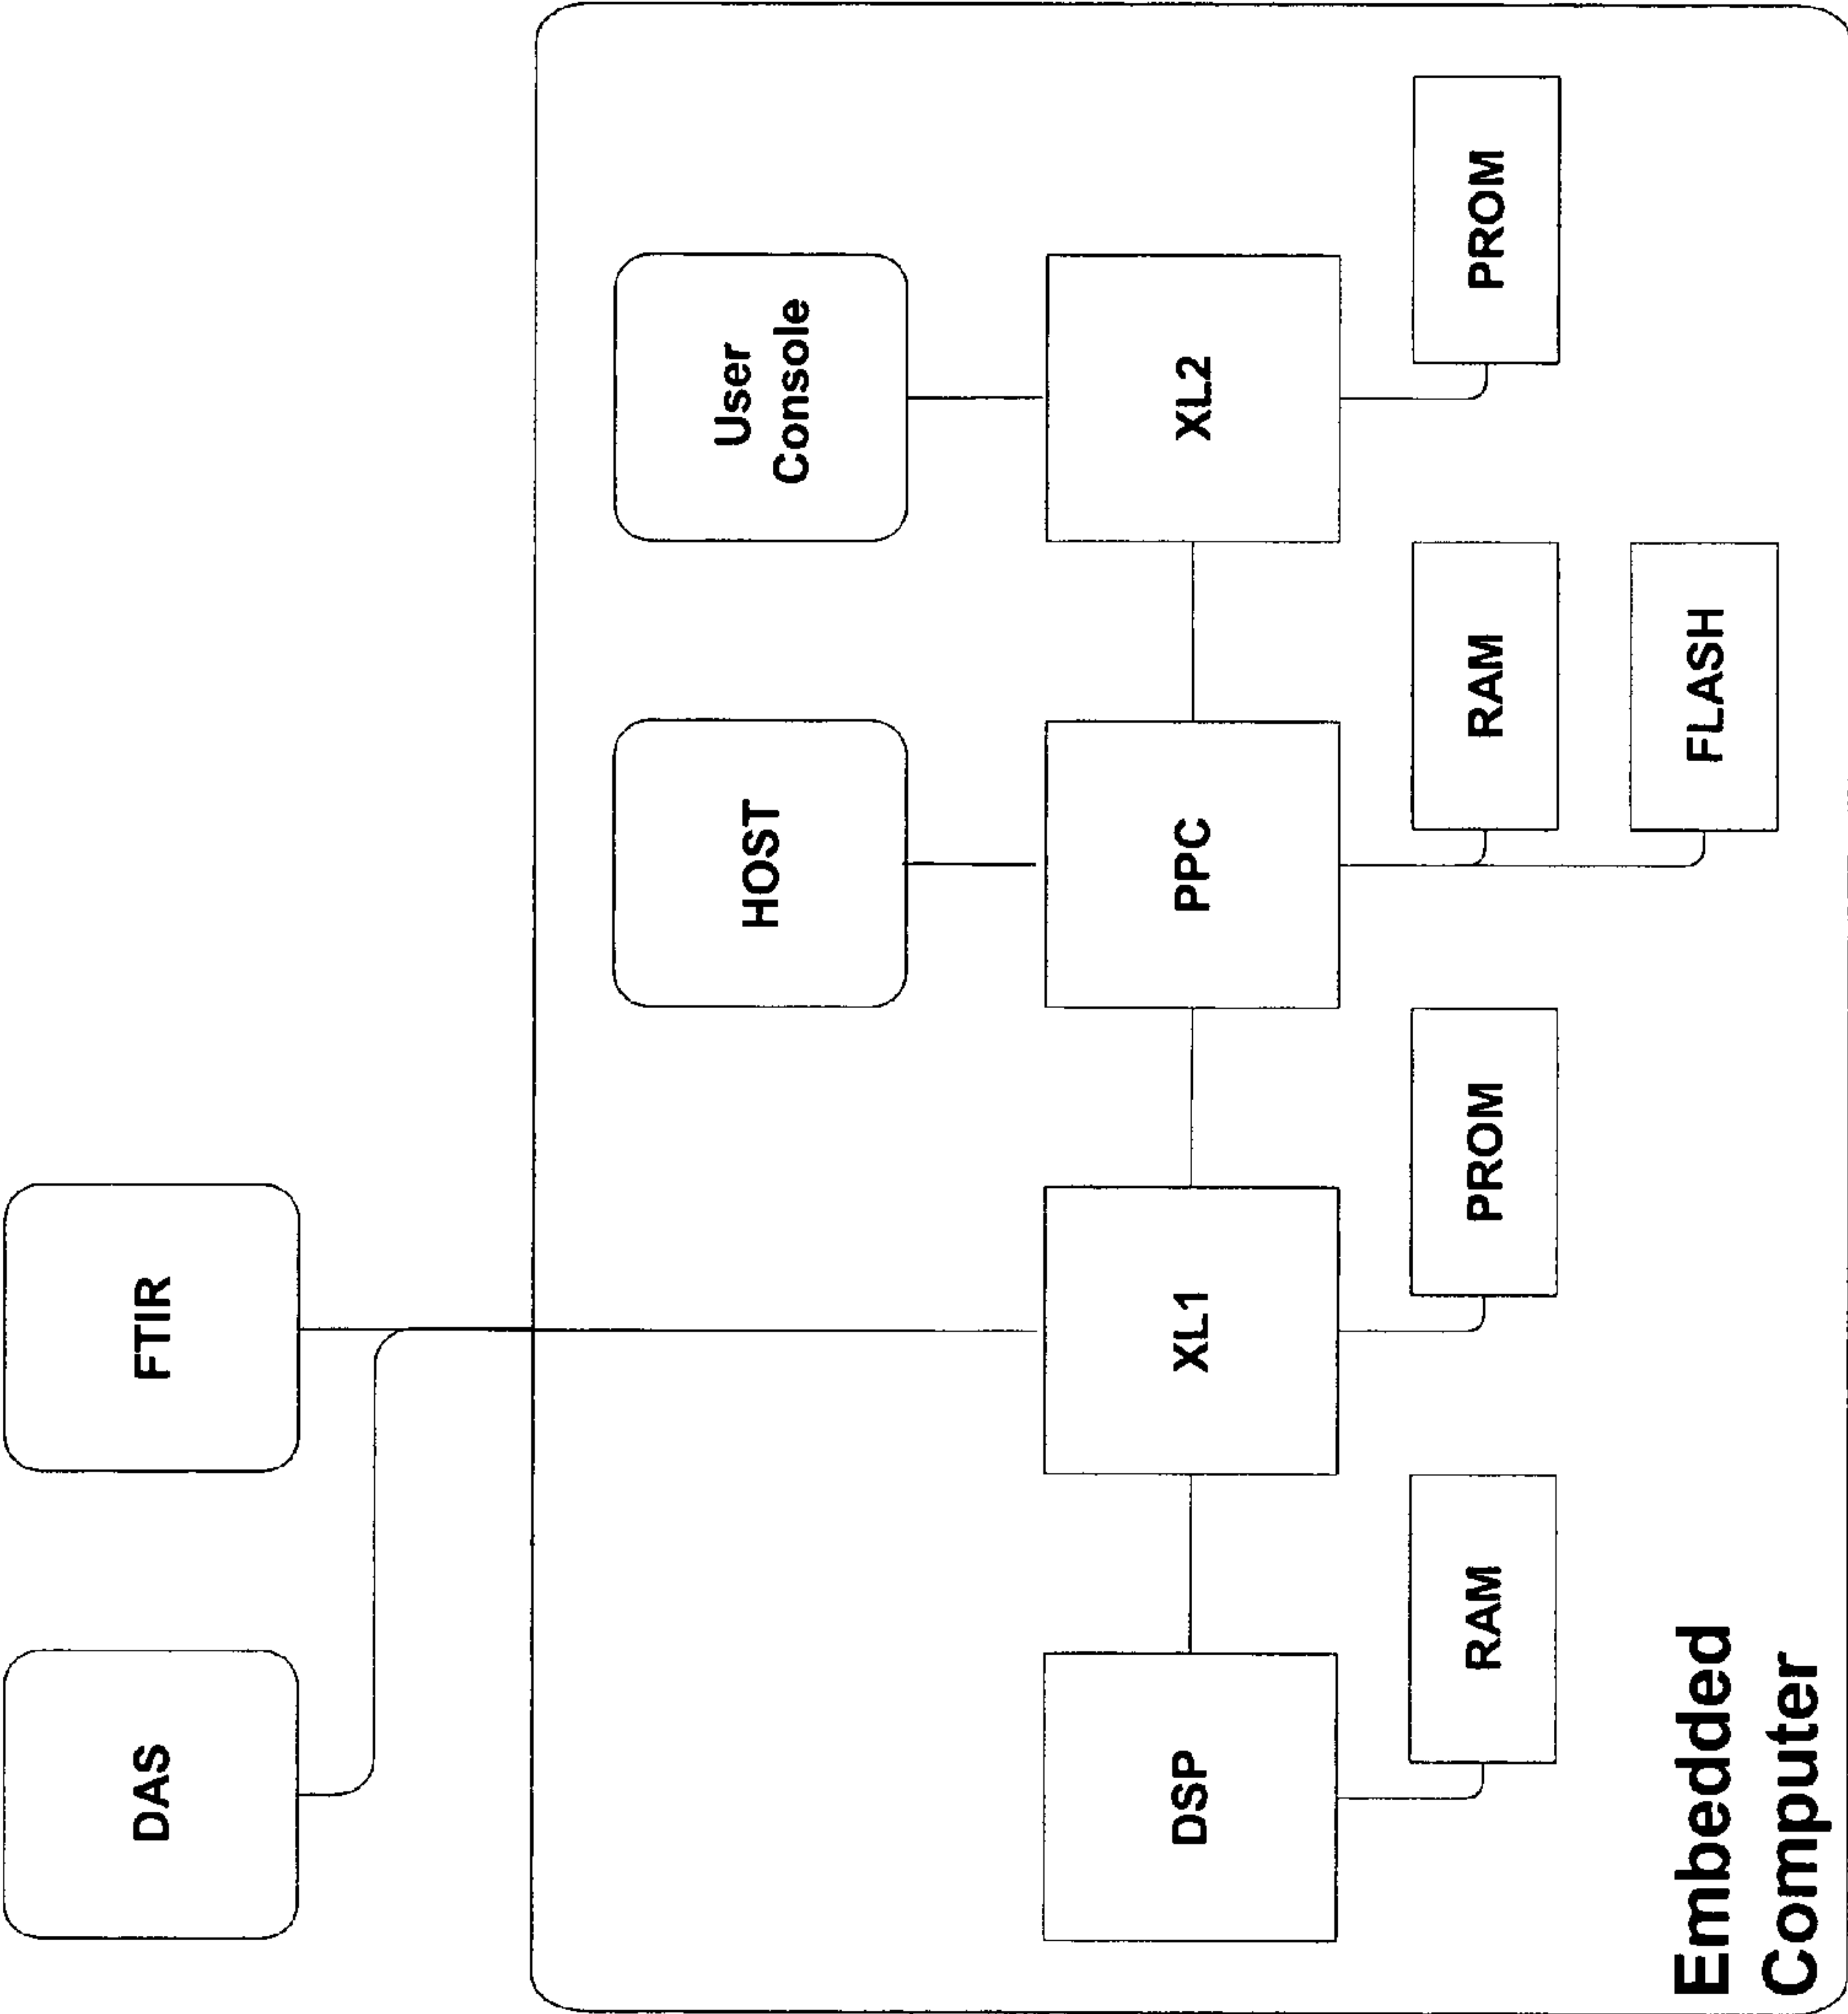 DAS
FTIR
HOST
User
Console
DSP
XL1
PPC
XL2
RAM
PROM
RAM
PROM
FLASH
Embedded
Computer